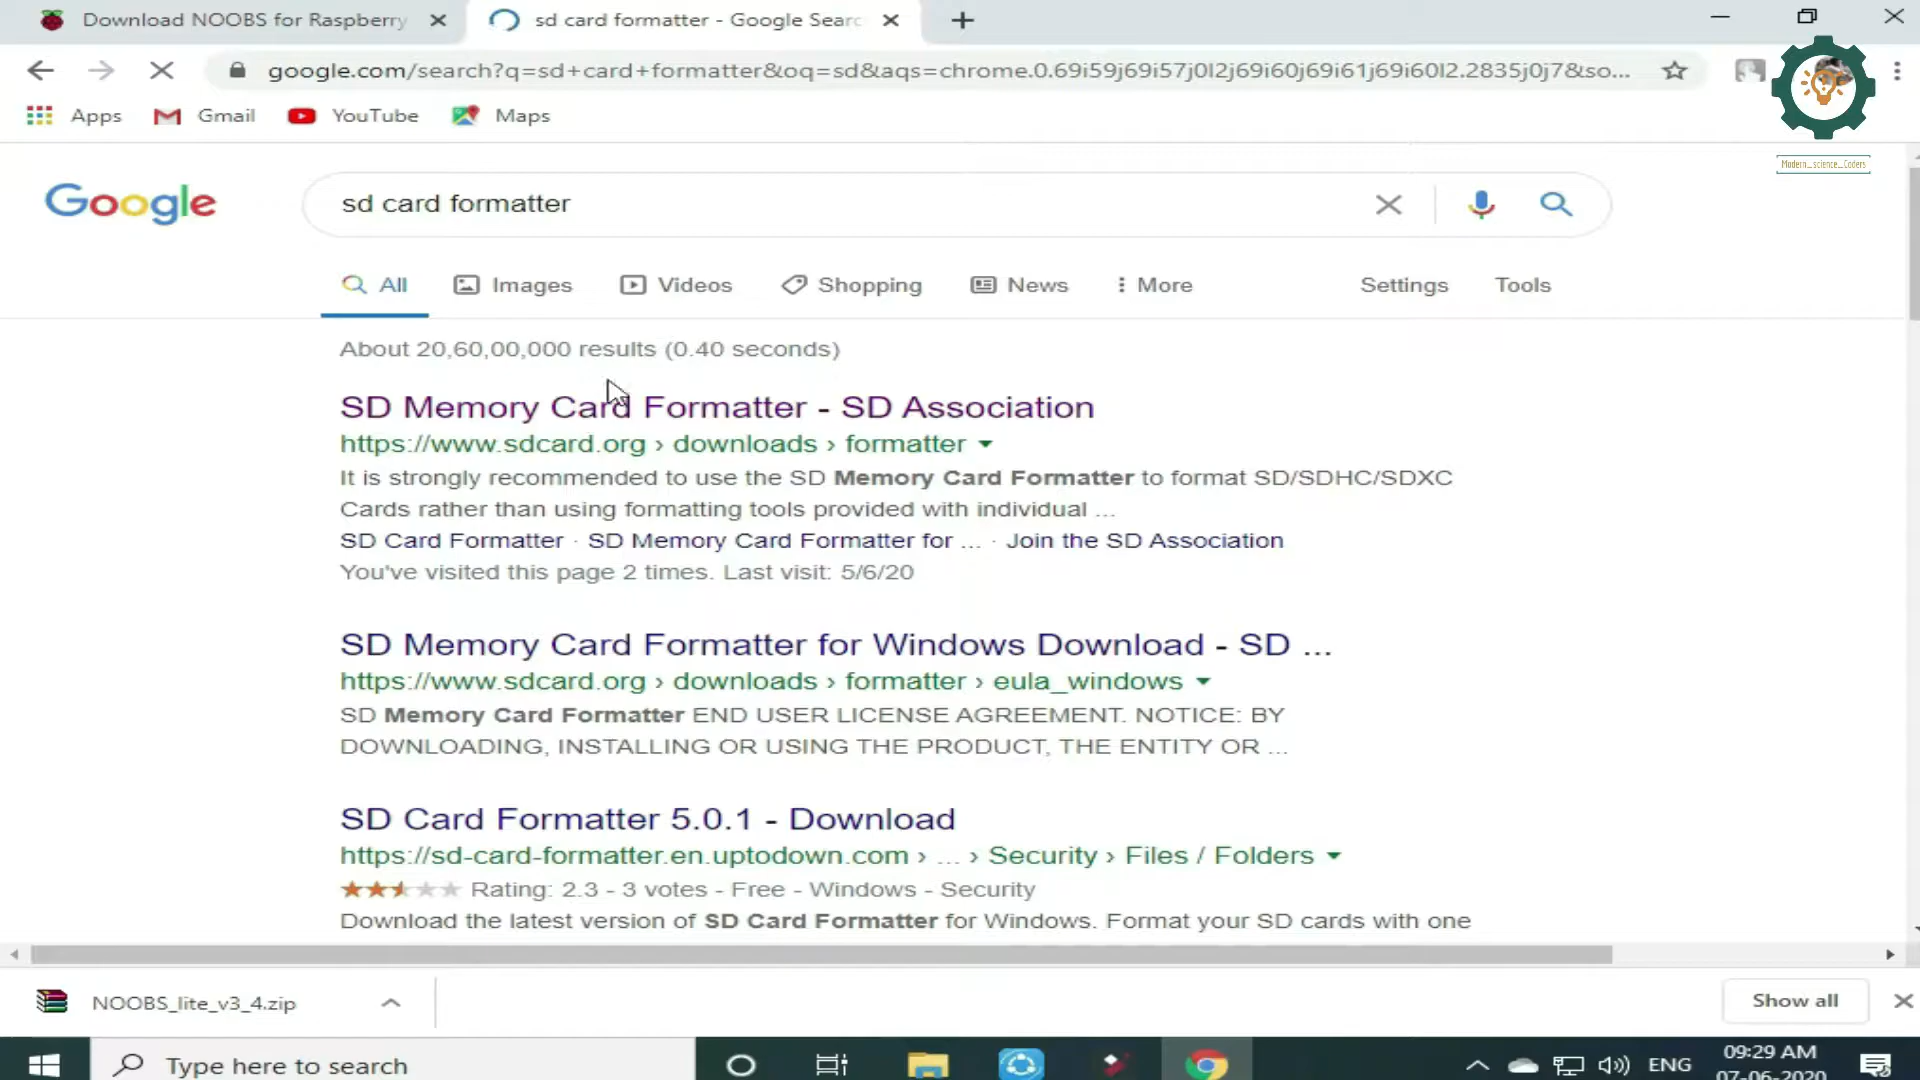 Download NOOBS for Raspberry
sd card formatter - Google Searc
google.com/search?q=sd+card+formatter&oq=sd&aqs=chrome.0.69i59j69i57j0l2j69i60j69i61j69i60l2.2835j0j7&so...
Apps
Gmail
YouTube
Maps
Modern_science_Coders
Google
sd card formatter
All
Images
Videos
Shopping
News
More
Settings
Tools
About 20,60,00,000 results (0.40 seconds)
SD Memory Card Formatter - SD Association
https://www.sdcard.org › downloads › formatter
It is strongly recommended to use the SD Memory Card Formatter to format SD/SDHC/SDXC
Cards rather than using formatting tools provided with individual ...
SD Card Formatter · SD Memory Card Formatter for ... · Join the SD Association
You've visited this page 2 times. Last visit: 5/6/20
SD Memory Card Formatter for Windows Download - SD ...
https://www.sdcard.org › downloads › formatter › eula_windows
SD Memory Card Formatter END USER LICENSE AGREEMENT. NOTICE: BY
DOWNLOADING, INSTALLING OR USING THE PRODUCT, THE ENTITY OR ...
SD Card Formatter 5.0.1 - Download
https://sd-card-formatter.en.uptodown.com › ... › Security › Files / Folders
Rating: 2.3 - 3 votes - Free - Windows - Security
Download the latest version of SD Card Formatter for Windows. Format your SD cards with one
NOOBS_lite_v3_4.zip
Show all
Type here to search
ENG
09:29 AM
07-06-2020